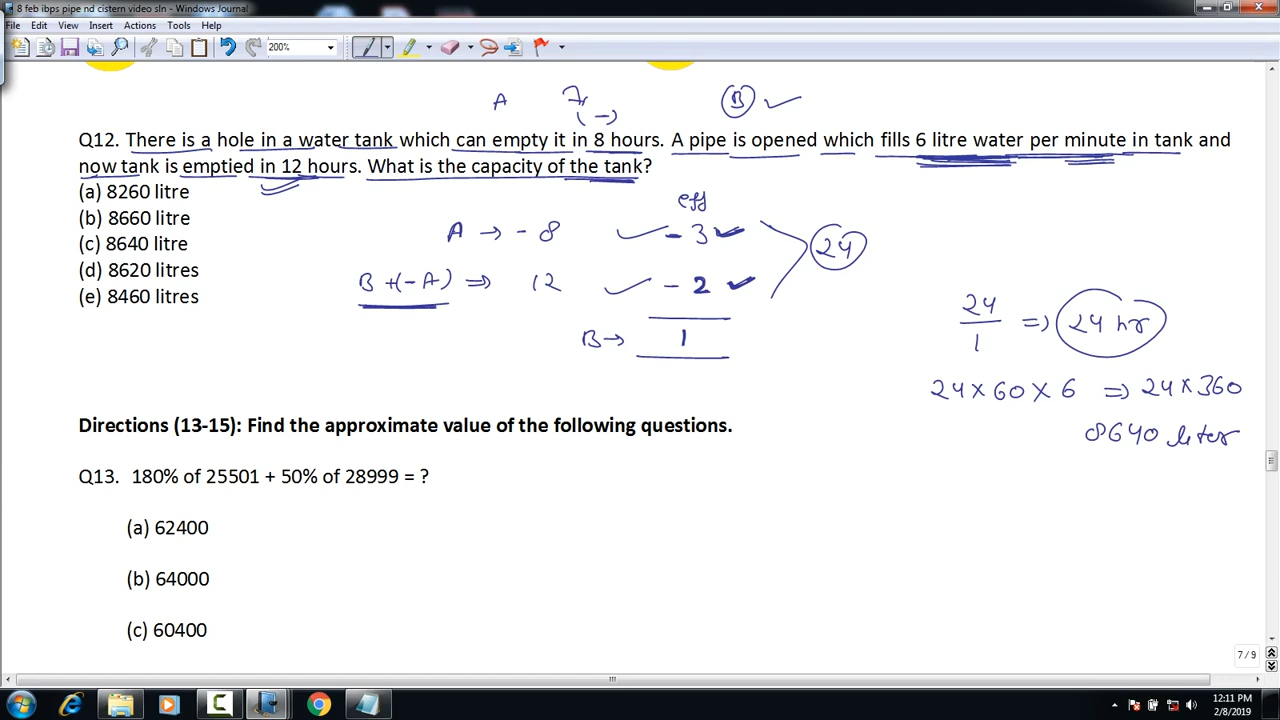 8 feb ibps pipe nd cistern video sln - Windows Journal
File Edit View Insert Actions Tools Help
200%
A (-) B
Q12. There is a hole in a water tank which can empty it in 8 hours. A pipe is opened which fills 6 litre water per minute in tank and
now tank is emptied in 12 hours. What is the capacity of the tank?
(a) 8260 litre
(b) 8660 litre
(c) 8640 litre
(d) 8620 litres
(e) 8460 litres
eff
A → - 8 - 3
24
B +(-A) ⇒ 12 - 2
B → 1
24/1 ⇒ 24 hr
24 × 60 × 6 ⇒ 24 × 360
8640 liter
Directions (13-15): Find the approximate value of the following questions.
Q13. 180% of 25501 + 50% of 28999 = ?
(a) 62400
(b) 64000
(c) 60400
7 / 9
12:11 PM
2/8/2019